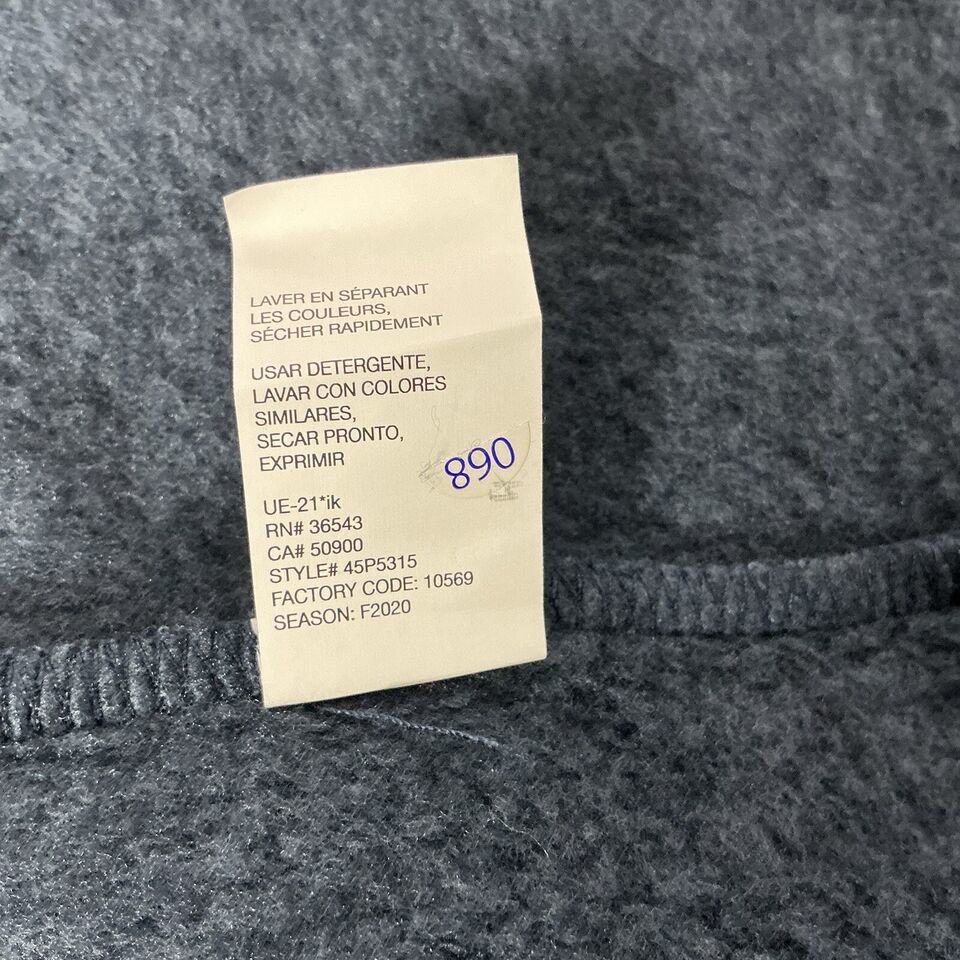 LAVER EN SÉPARANT
LES COULEURS,
SÉCHER RAPIDEMENT
USAR DETERGENTE,
LAVAR CON COLORES
SIMILARES,
SECAR PRONTO,
EXPRIMIR
890
UE-21*ik
RN# 36543
CA# 50900
STYLE# 45P5315
FACTORY CODE: 10569
SEASON: F2020